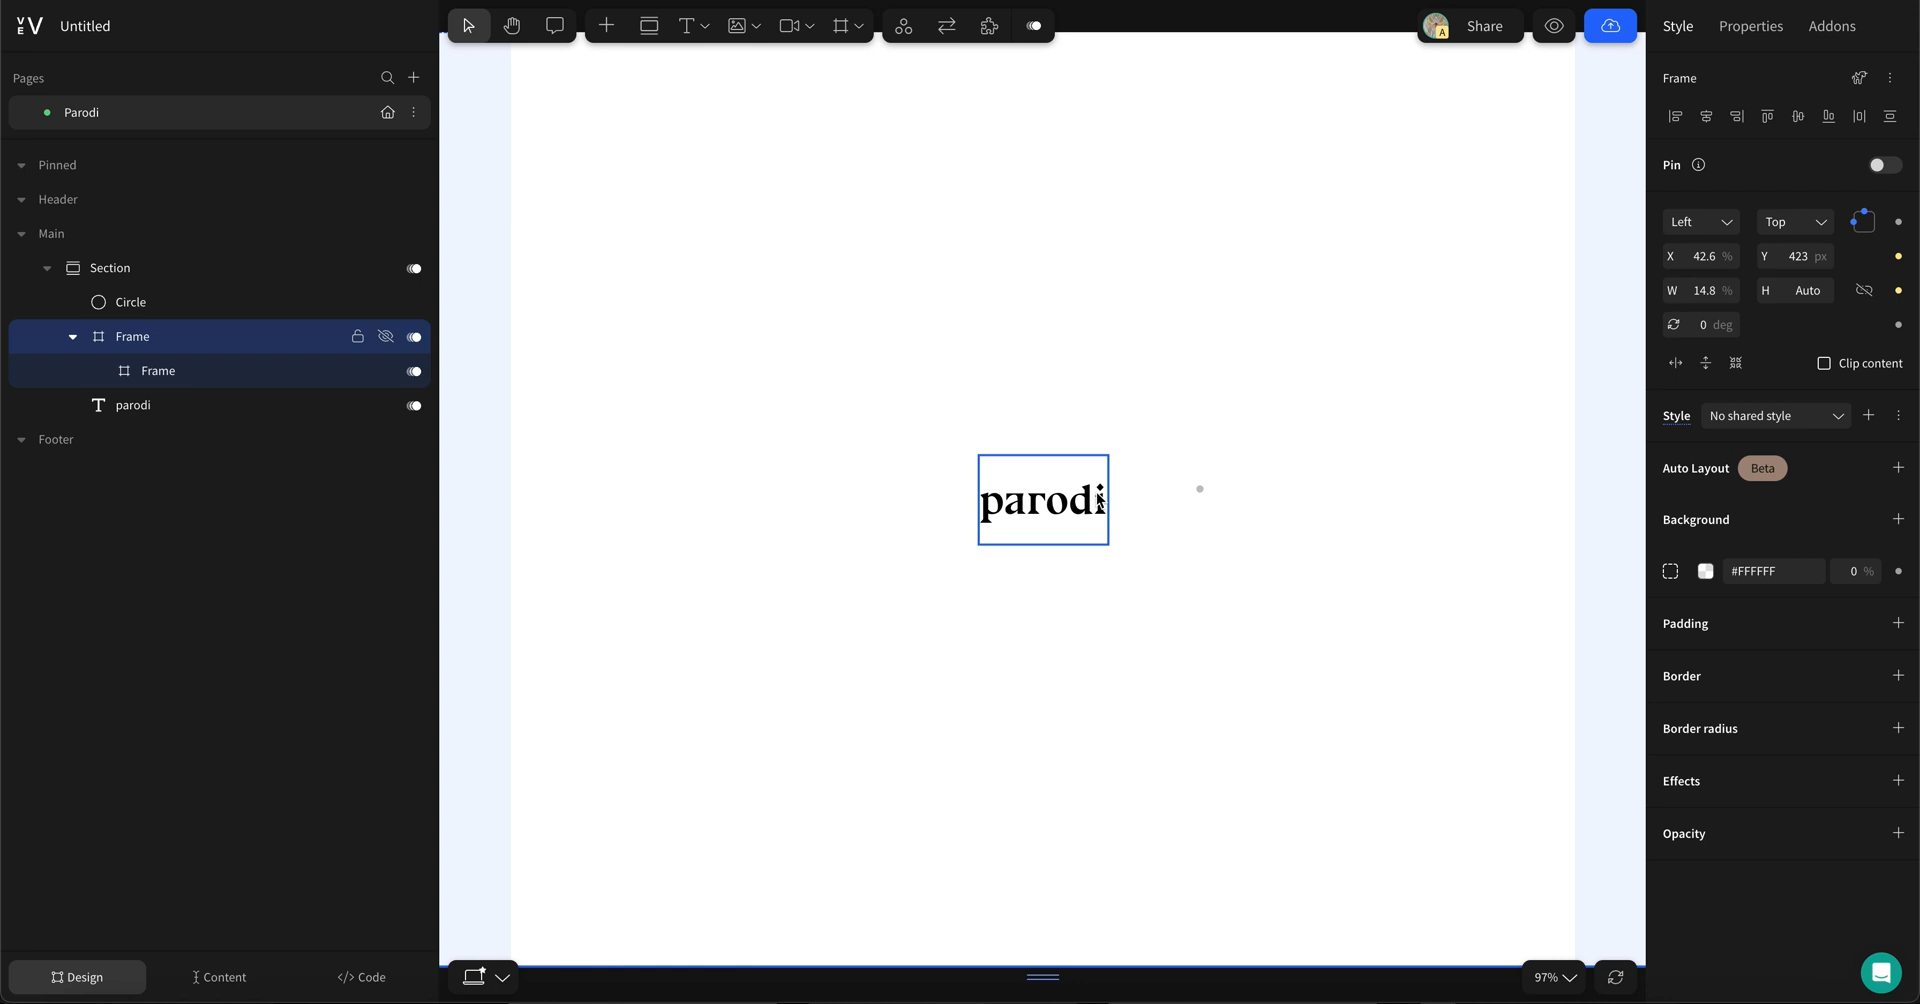 Untitled
Share
Style Properties Addons
Pages
Parodi
Pinned
Header
Main
Section
Circle
Frame
Frame
parodi
Footer
parodi
Frame
Pin
Left Top
X 42.6 % Y 423 px
W 14.8 % H Auto
0 deg
Clip content
Style No shared style
Auto Layout Beta
Background
#FFFFFF 0 %
Padding
Border
Border radius
Effects
Opacity
Design Content </> Code
97%